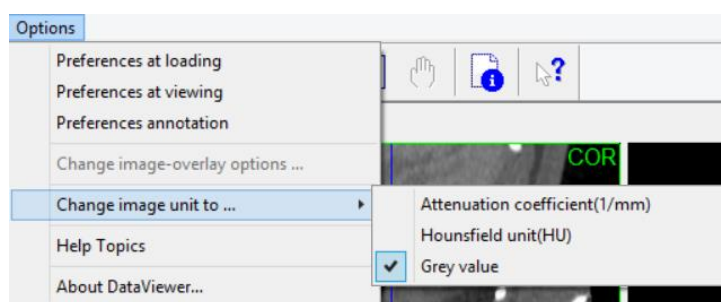 Options
Preferences at loading
Preferences at viewing
Preferences annotation
Change image-overlay options ...
Change image unit to ...
Help Topics
About DataViewer...
?
COR
Attenuation coefficient(1/mm)
Hounsfield unit(HU)
Grey value